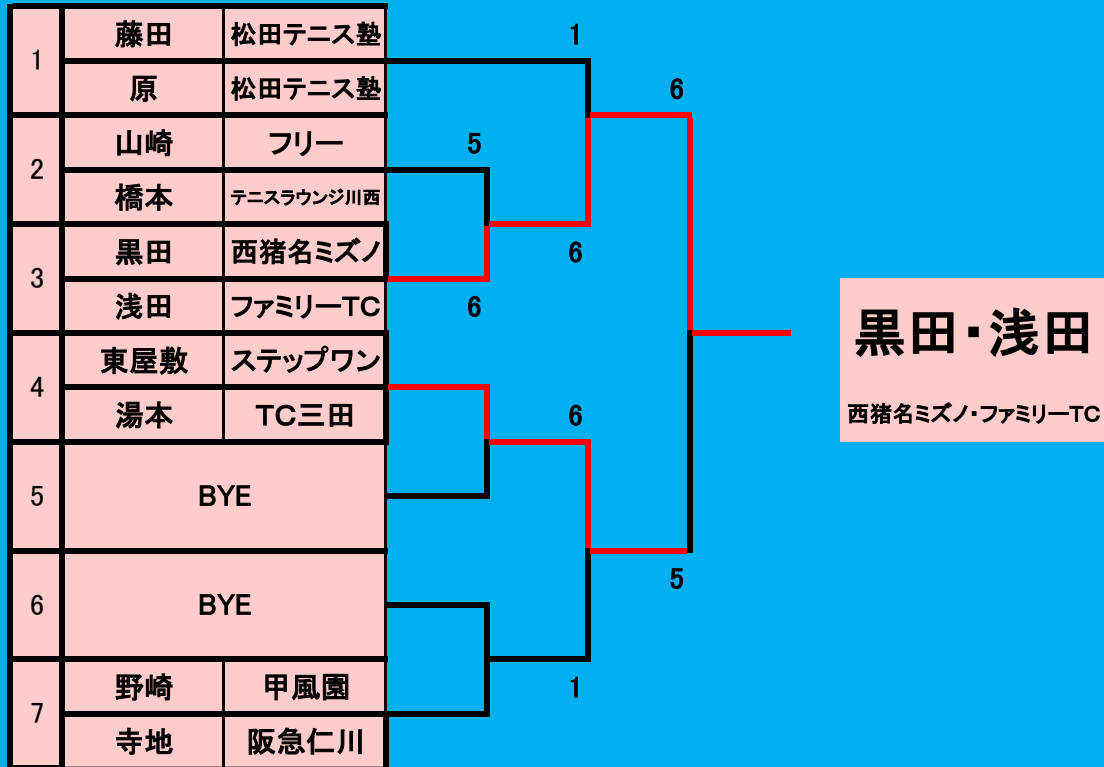 1
藤田 松田テニス塾
原 松田テニス塾
2
山崎 フリー
橋本 テニスラウンジ川西
3
黒田 西猪名ミズノ
浅田 ファミリーTC
4
東屋敷 ステップワン
湯本 TC三田
5
BYE
6
BYE
7
野崎 甲風園
寺地 阪急仁川
5
6
1
6
6
1
6
5
黒田・浅田
西猪名ミズノ・ファミリーTC